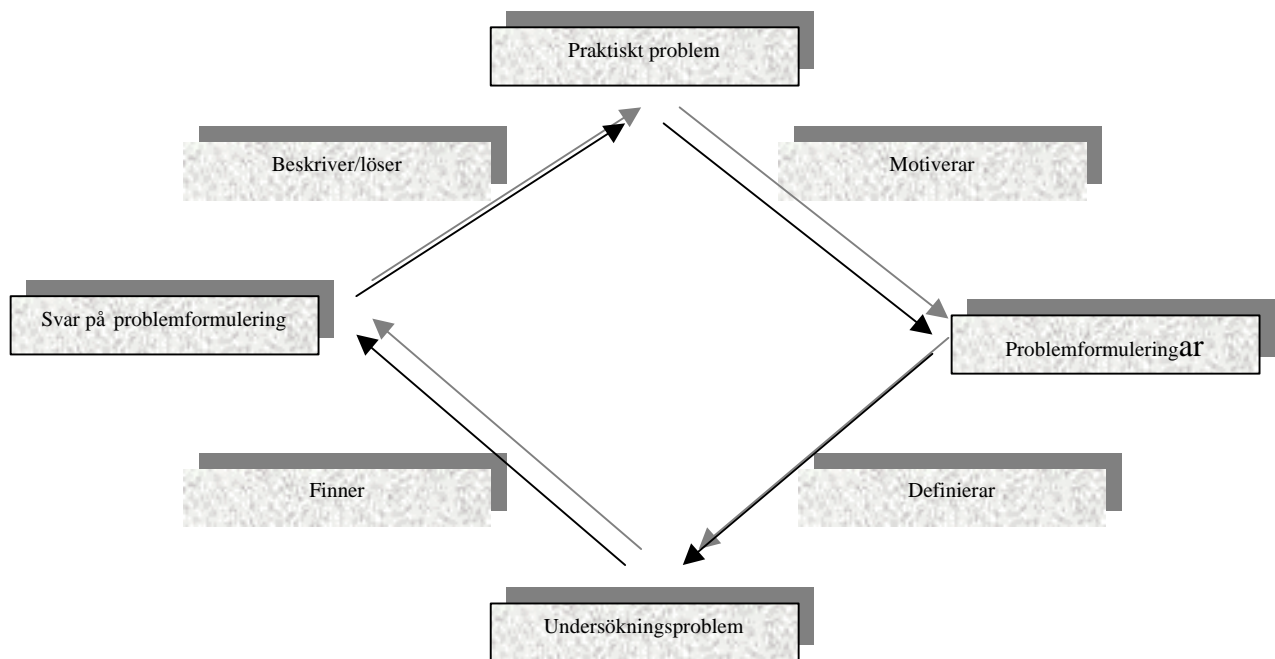 Praktiskt problem
Beskriver/löser
Motiverar
Svar på problemformulering
Problemformuleringar
Finner
Definierar
Undersökningsproblem